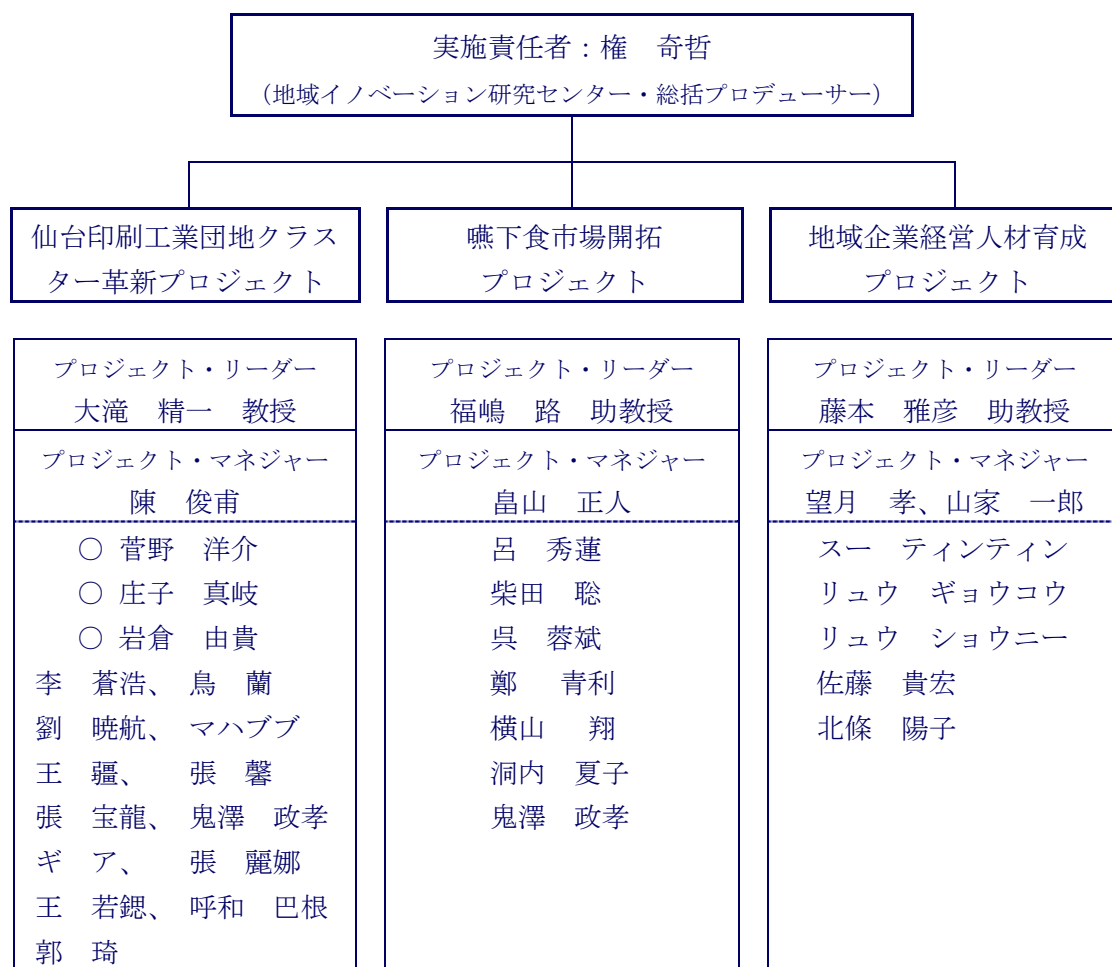 実施責任者：権　奇哲
（地域イノベーション研究センター・総括プロデューサー）
仙台印刷工業団地クラス
ター革新プロジェクト
嚥下食市場開拓
プロジェクト
地域企業経営人材育成
プロジェクト
プロジェクト・リーダー
大滝　精一　教授
プロジェクト・マネジャー
陳　俊甫
○ 菅野　洋介
○ 庄子　真岐
○ 岩倉　由貴
李　蒼浩、 鳥　蘭
劉　暁航、 マハブブ
王　疆、　 張　馨
張　宝龍、 鬼澤　政孝
ギ　ア、　 張　麗娜
王　若鍶、 呼和　巴根
郭　琦
プロジェクト・リーダー
福嶋　路　助教授
プロジェクト・マネジャー
畠山　正人
呂　秀蓮
柴田　聡
呉　蓉斌
鄭　青利
横山　翔
洞内　夏子
鬼澤　政孝
プロジェクト・リーダー
藤本　雅彦　助教授
プロジェクト・マネジャー
望月　孝、山家　一郎
スー　ティンティン
リュウ　ギョウコウ
リュウ　ショウニー
佐藤　貴宏
北條　陽子